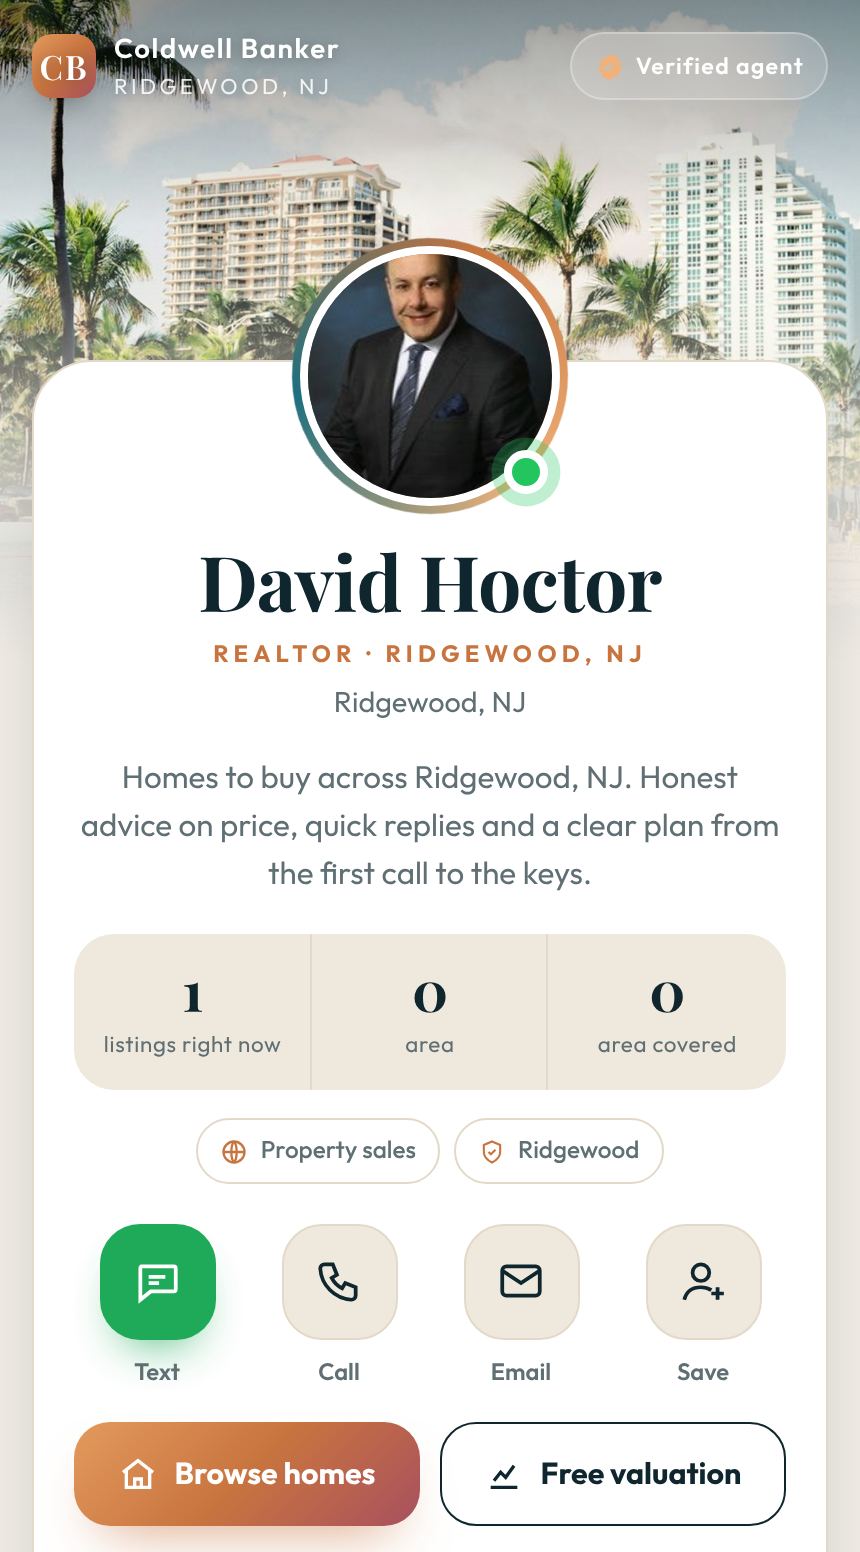 CB
Coldwell Banker
RIDGEWOOD, NJ
Verified agent
David Hoctor
REALTOR · RIDGEWOOD, NJ
Ridgewood, NJ
Homes to buy across Ridgewood, NJ. Honest
advice on price, quick replies and a clear plan from
the first call to the keys.
1
listings right now
0
area
0
area covered
Property sales
Ridgewood
Text
Call
Email
Save
Browse homes
Free valuation